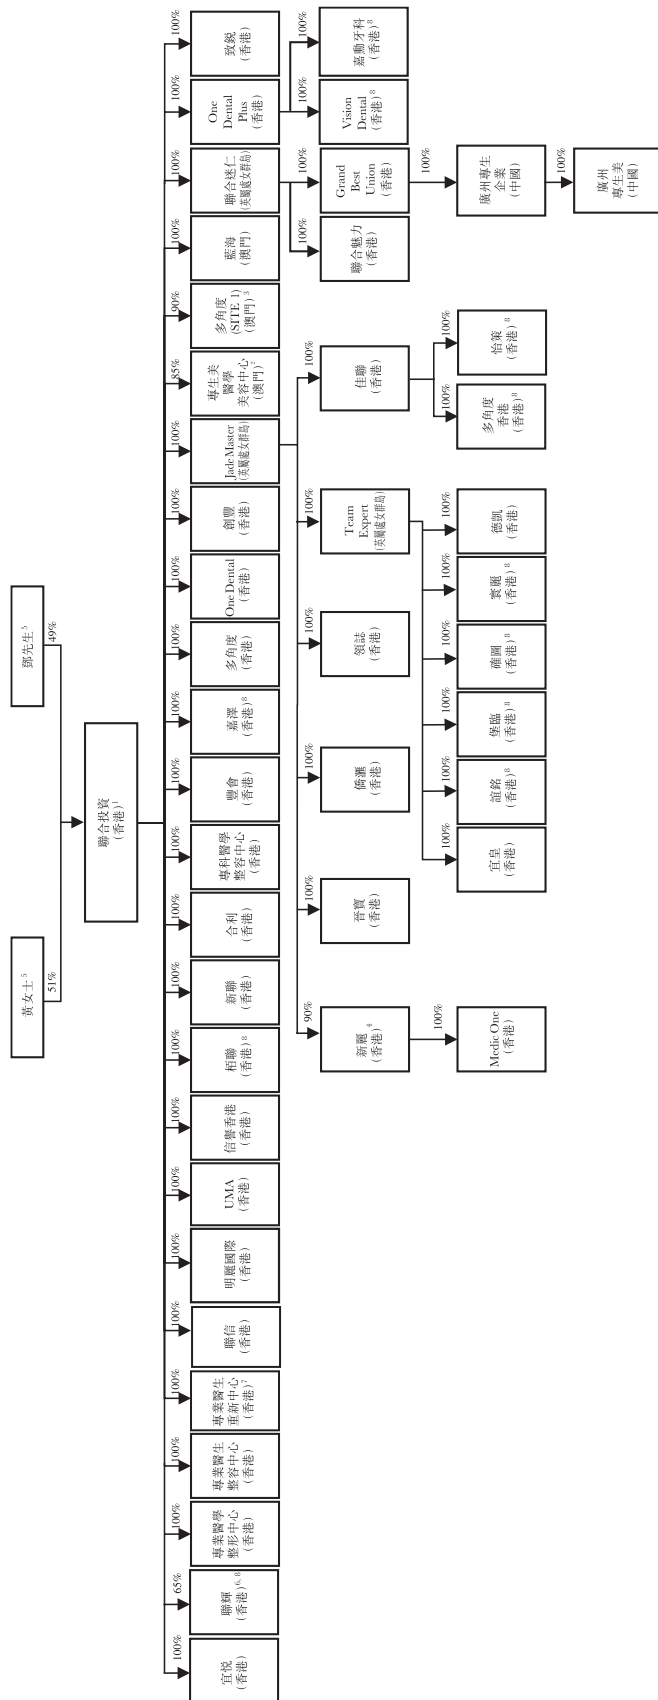 黃女士5
51%
鄧先生5
49%
聯合投資
(香港)1
100%
宜悅
(香港)
65%
聯輝
(香港)6, 8
100%
專業醫學
整形中心
(香港)
100%
專業醫生
整容中心
(香港)
100%
專業醫生
重新中心
(香港)7
100%
聯信
(香港)
100%
明麗國際
(香港)
100%
UMA
(香港)
100%
信譽香港
(香港)
100%
栢聯
(香港)8
100%
新聯
(香港)
100%
合利
(香港)
100%
專科醫學
整容中心
(香港)
100%
豐會
(香港)
100%
嘉澤
(香港)8
100%
多角度
(香港)
100%
One Dental
(香港)
100%
創豐
(香港)
100%
Jade Master
(英屬處女群島)
85%
專生美
醫學
美容中心
(澳門)2
90%
多角度
(SITE 1)
(澳門)3
100%
藍海
(澳門)
100%
聯合迷仁
(英屬處女群島)
100%
One
Dental
Plus
(香港)
100%
致銳
(香港)
90%
新麗
(香港)4
100%
晉寶
(香港)
100%
僑滙
(香港)
100%
領誌
(香港)
100%
Team
Expert
(英屬處女群島)
100%
佳聯
(香港)
100%
聯合魅力
(香港)
100%
Grand
Best
Union
(香港)
100%
Vision
Dental
(香港)8
100%
嘉勳牙科
(香港)8
100%
Medic One
(香港)
100%
宜皇
(香港)
100%
誼銘
(香港)8
100%
堡臨
(香港)8
100%
確圖
(香港)8
100%
寰麗
(香港)8
100%
德凱
(香港)
100%
多角度
香港
(香港)8
100%
怡策
(香港)8
100%
廣州專生
企業
(中國)
100%
廣州
專生美
(中國)